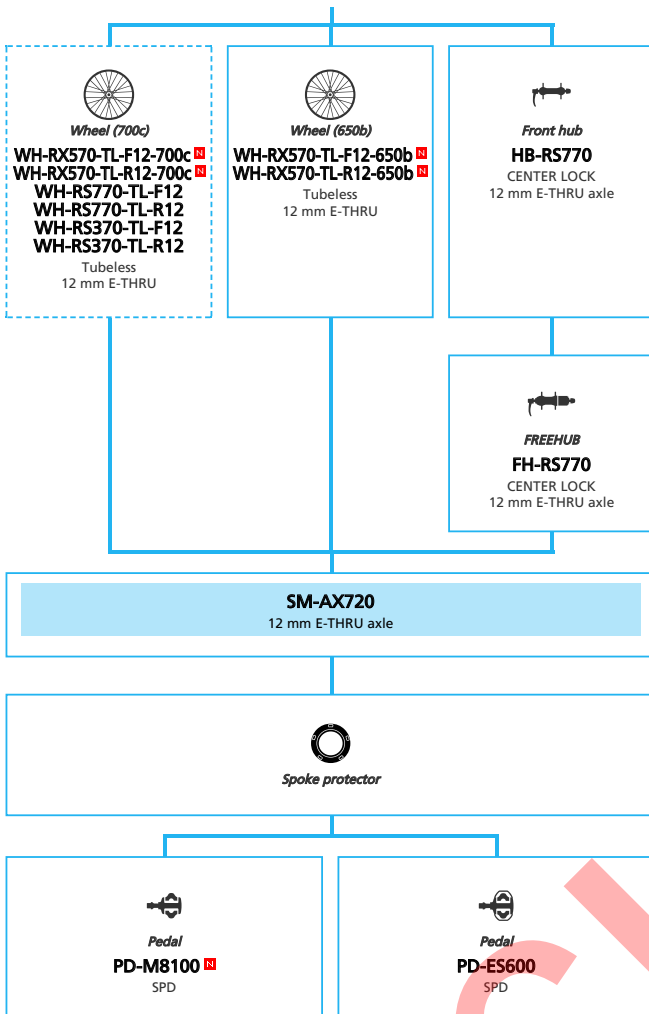 Wheel (700c)
WH-RX570-TL-F12-700c N
WH-RX570-TL-R12-700c N
WH-RS770-TL-F12
WH-RS770-TL-R12
WH-RS370-TL-F12
WH-RS370-TL-R12
Tubeless
12 mm E-THRU
Wheel (650b)
WH-RX570-TL-F12-650b N
WH-RX570-TL-R12-650b N
Tubeless
12 mm E-THRU
Front hub
HB-RS770
CENTER LOCK
12 mm E-THRU axle
FREEHUB
FH-RS770
CENTER LOCK
12 mm E-THRU axle
SM-AX720
12 mm E-THRU axle
Spoke protector
Pedal
PD-M8100 N
SPD
Pedal
PD-ES600
SPD